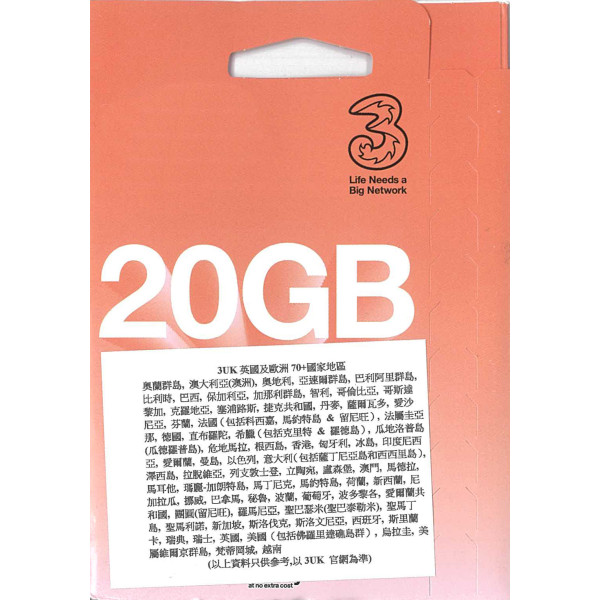 3
Life Needs a
Big Network
20GB
3UK 英國及歐洲 70+國家地區
奧蘭群島, 澳大利亞(澳洲), 奧地利, 亞速爾群島, 巴利阿里群島,
比利時, 巴西, 保加利亞, 加那利群島, 智利, 哥倫比亞, 哥斯達
黎加, 克羅地亞, 塞浦路斯, 捷克共和國, 丹麥, 薩爾瓦多, 愛沙
尼亞, 芬蘭, 法國 (包括科西嘉, 馬約特島 & 留尼旺), 法屬圭亞
那, 德國, 直布羅陀, 希臘 (包括克里特 & 羅德島), 瓜地洛普島
(瓜德羅普島), 危地馬拉, 根西島, 香港, 匈牙利, 冰島, 印度尼西
亞, 愛爾蘭, 曼島, 以色列, 意大利 (包括薩丁尼亞島和西西里島),
澤西島, 拉脫維亞, 列支敦士登, 立陶宛, 盧森堡, 澳門, 馬德拉,
馬耳他, 瑪麗-加朗特島, 馬丁尼克, 馬約特島, 荷蘭, 新西蘭, 尼
加拉瓜, 挪威, 巴拿馬, 秘魯, 波蘭, 葡萄牙, 波多黎各, 愛爾蘭共
和國, 團圓(留尼旺), 羅馬尼亞, 聖巴瑟米(聖巴泰勒米), 聖馬丁
島, 聖馬利諾, 新加坡, 斯洛伐克, 斯洛文尼亞, 西班牙, 斯里蘭
卡, 瑞典, 瑞士, 英國, 美國 (包括佛羅里達礁島群), 烏拉圭, 美
屬維爾京群島, 梵蒂岡城, 越南
(以上資料只供參考,以 3UK 官網為準)
at no extra cost